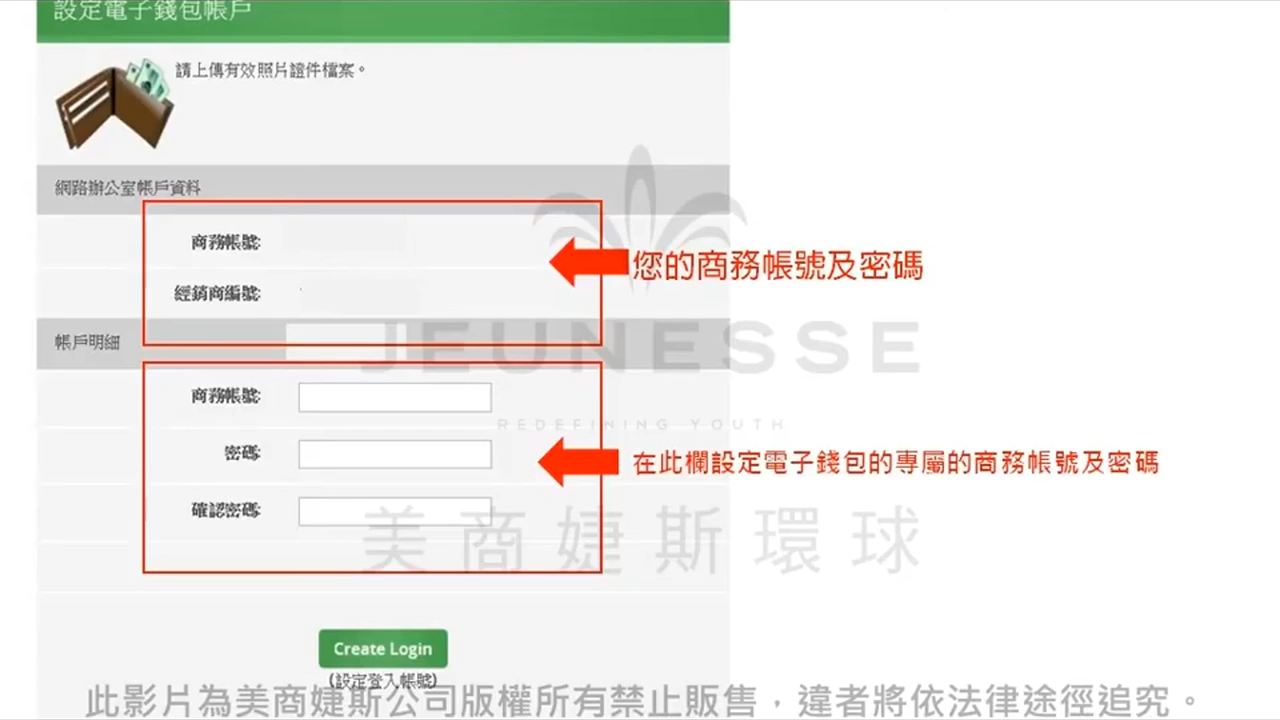 設定電子錢包帳戶
請上傳有效照片證件檔案。
網路辦公室帳戶資料
商務帳號:
您的商務帳號及密碼
經銷商編號:
帳戶明細
JEUNESSE
商務帳號:
REDEFINING YOUTH
密碼:
在此欄設定電子錢包的專屬的商務帳號及密碼
確認密碼:
美商婕斯環球
Create Login
(設定登入帳號)
此影片為美商婕斯公司版權所有禁止販售，違者將依法律途徑追究。